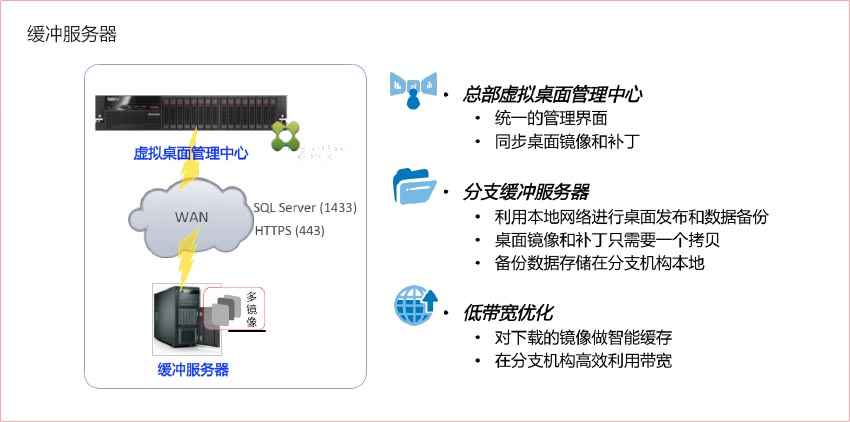 缓冲服务器
虚拟桌面管理中心
WAN
SQL Server (1433)
HTTPS (443)
多
镜
像
缓冲服务器
• 总部虚拟桌面管理中心
• 统一的管理界面
• 同步桌面镜像和补丁
• 分支缓冲服务器
• 利用本地网络进行桌面发布和数据备份
• 桌面镜像和补丁只需要一个拷贝
• 备份数据存储在分支机构本地
• 低带宽优化
• 对下载的镜像做智能缓存
• 在分支机构高效利用带宽